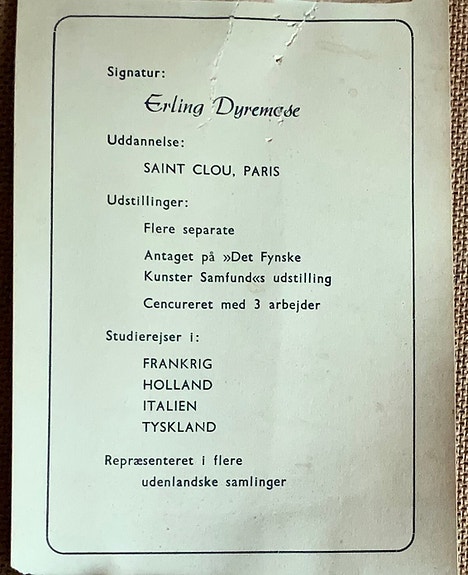 Signatur:
Erling Dyremose
Uddannelse:
SAINT CLOU, PARIS
Udstillinger:
Flere separate
Antaget på »Det Fynske
Kunster Samfund«s udstilling
Cencureret med 3 arbejder
Studierejser i:
FRANKRIG
HOLLAND
ITALIEN
TYSKLAND
Repræsenteret i flere
udenlandske samlinger